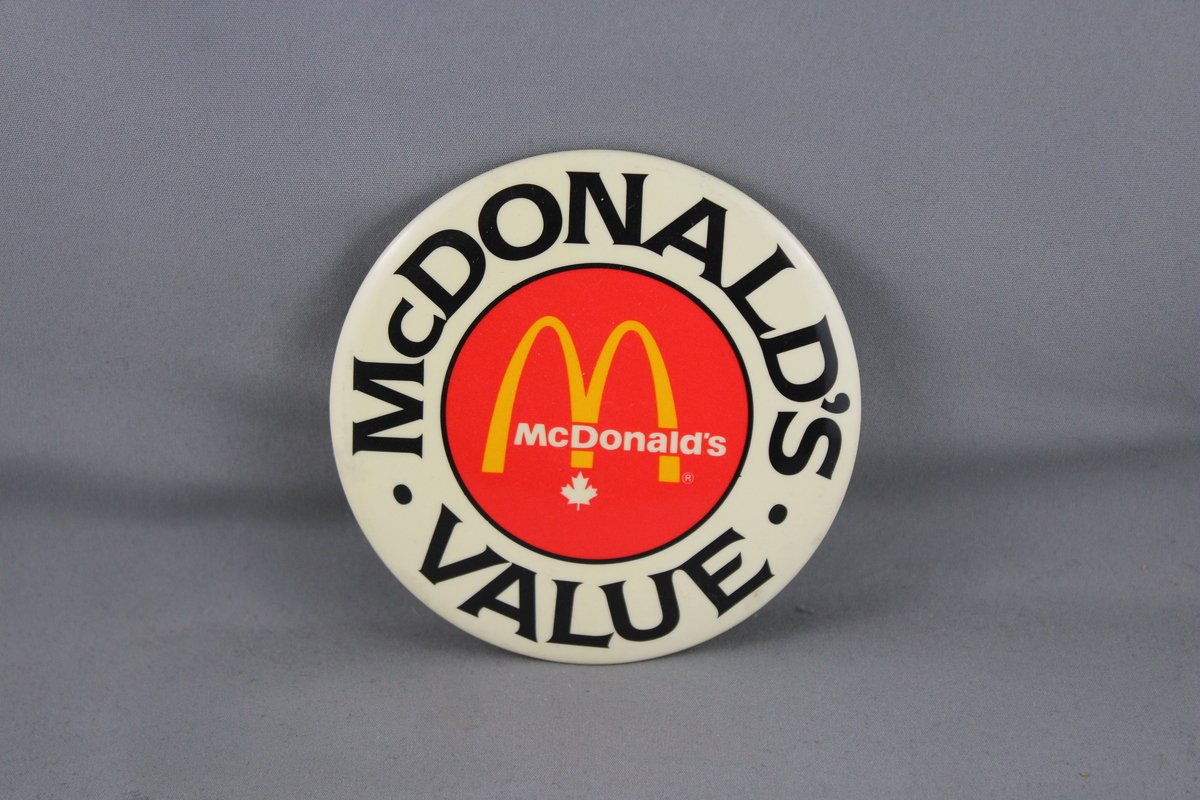 McDONALD'S
McDonald's
®
• VALUE •